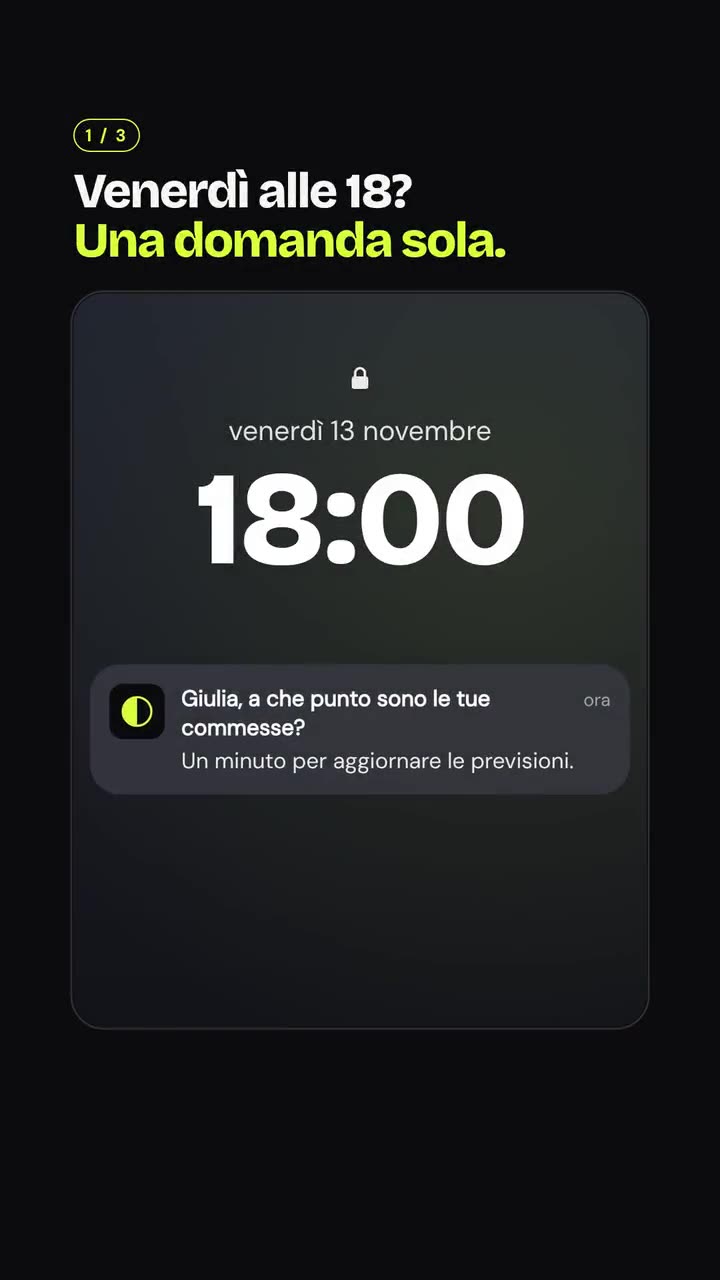 1 / 3
Venerdì alle 18?
Una domanda sola.
venerdì 13 novembre
18:00
Giulia, a che punto sono le tue
commesse?
ora
Un minuto per aggiornare le previsioni.